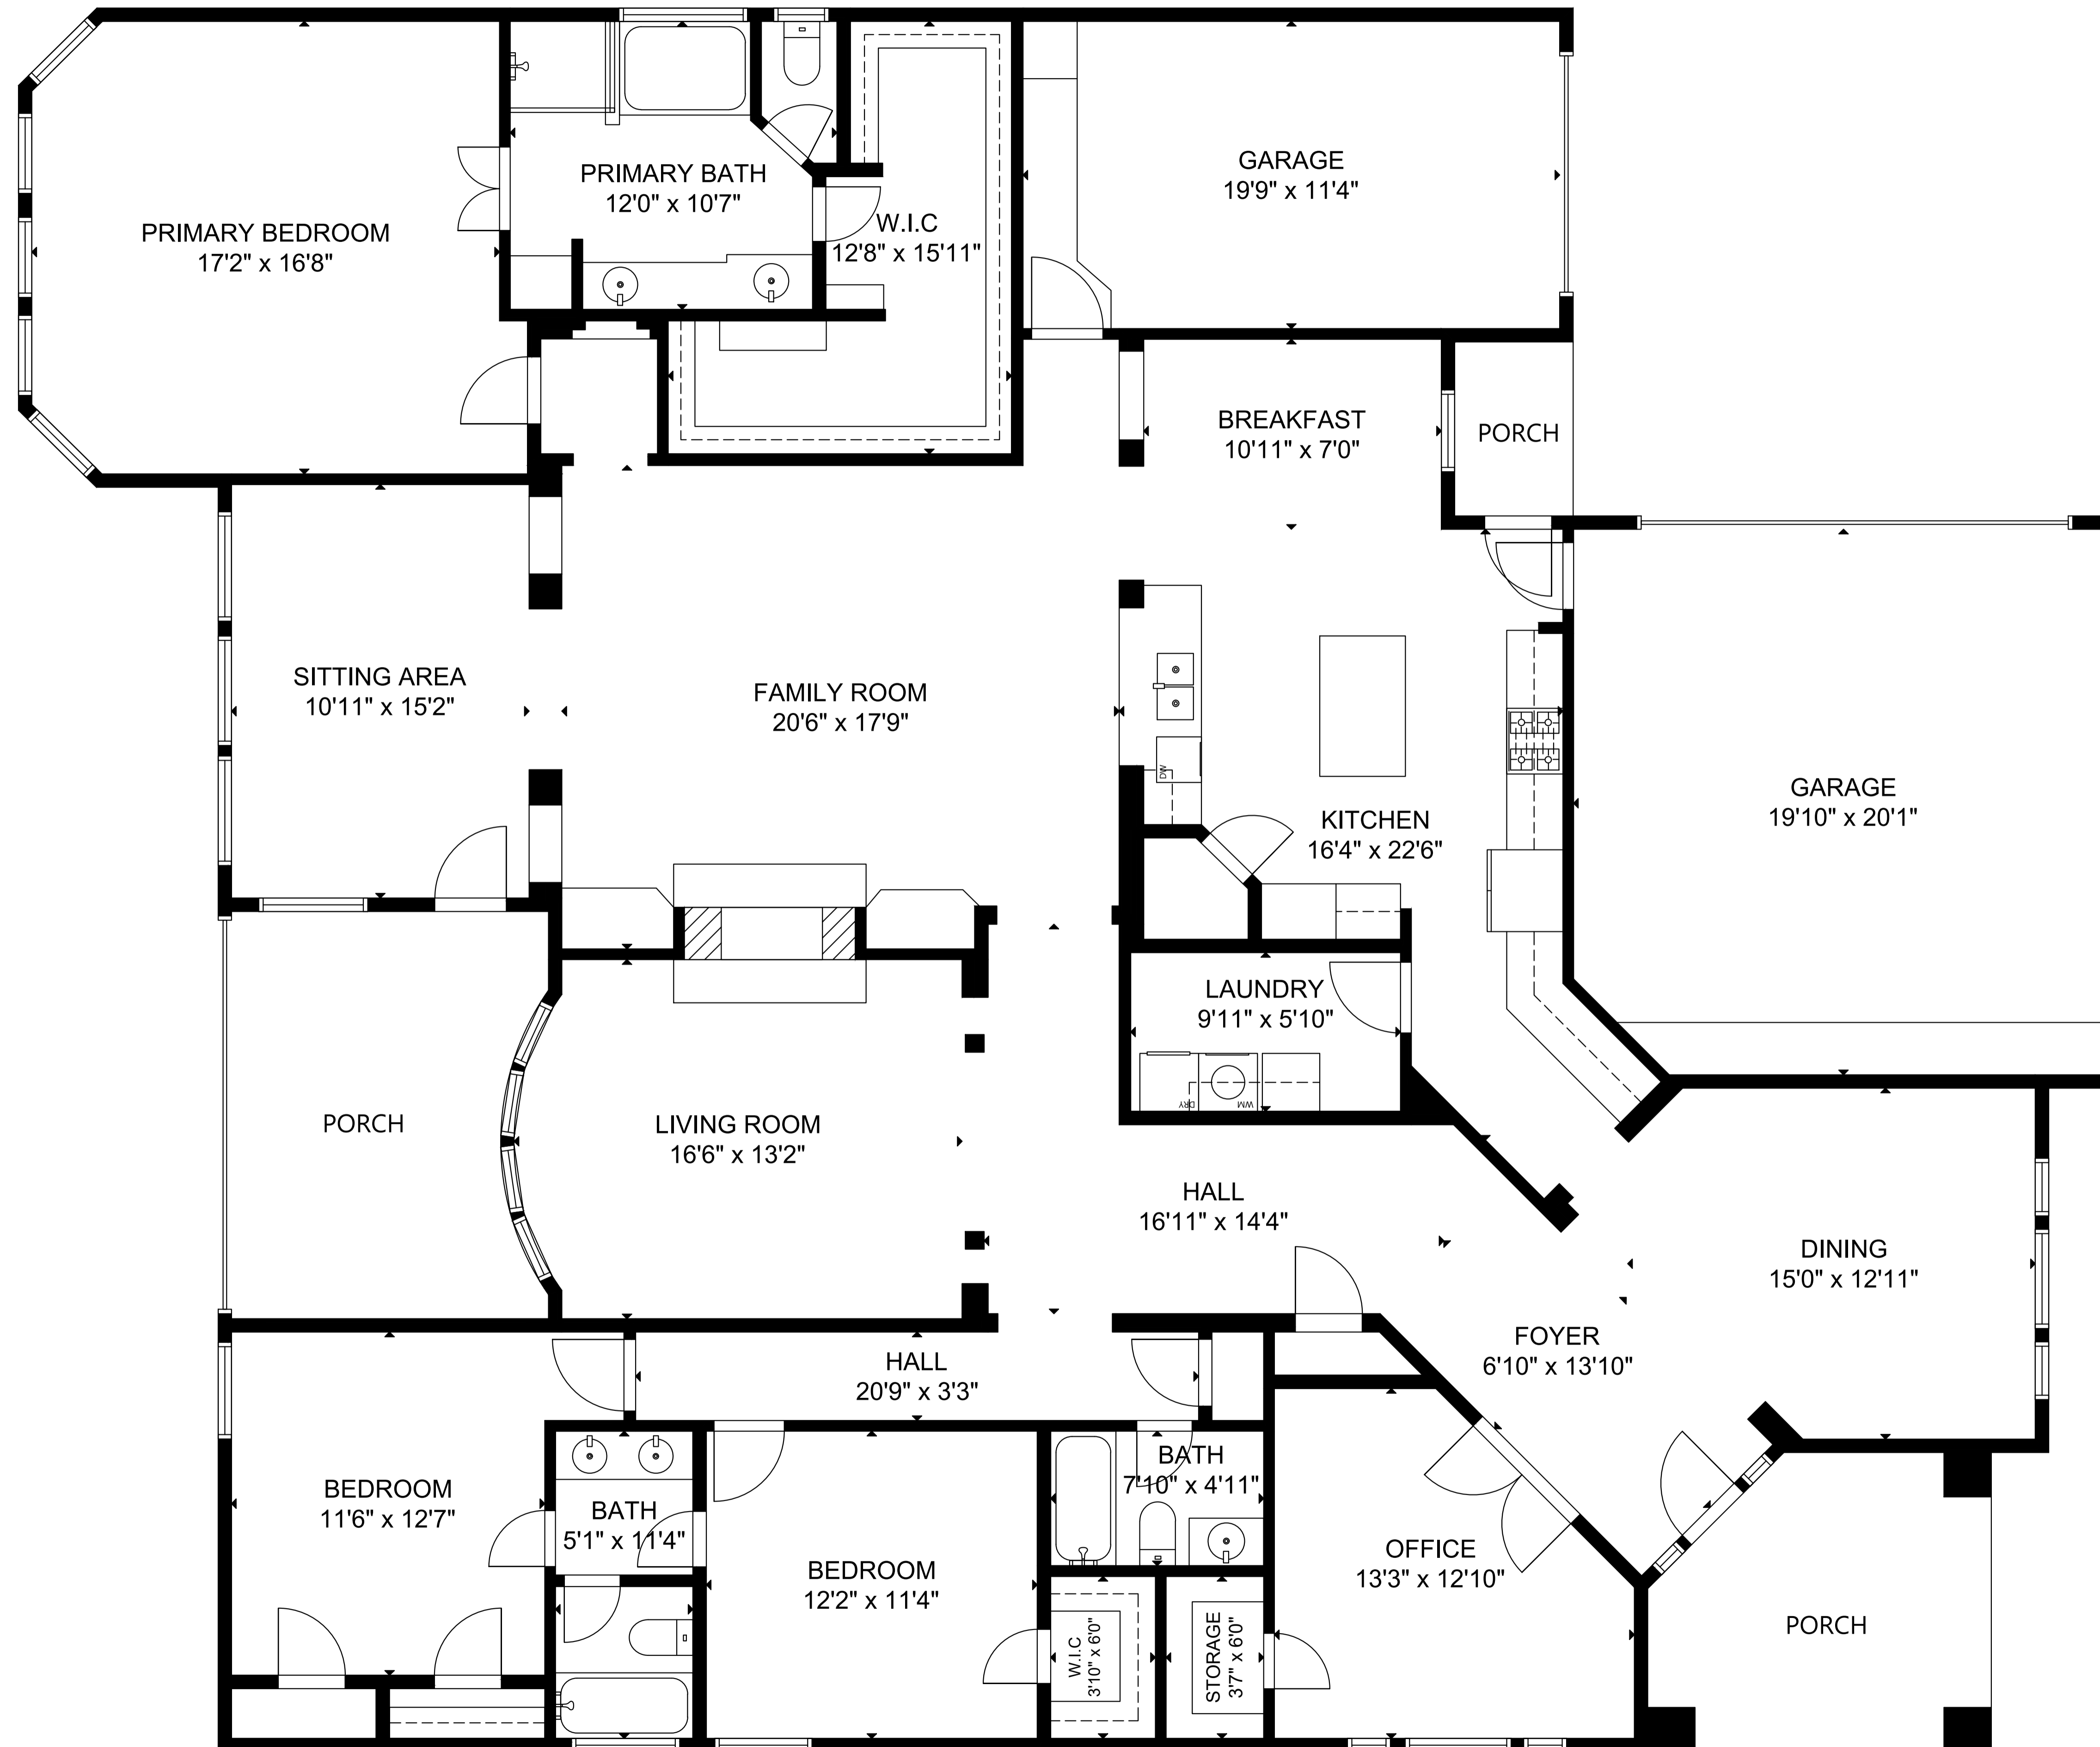 PRIMARY BEDROOM
17'2" x 16'8"
PRIMARY BATH
12'0" x 10'7"
W.I.C
12'8" x 15'11"
GARAGE
19'9" x 11'4"
BREAKFAST
10'11" x 7'0"
PORCH
SITTING AREA
10'11" x 15'2"
FAMILY ROOM
20'6" x 17'9"
DW
KITCHEN
16'4" x 22'6"
GARAGE
19'10" x 20'1"
LAUNDRY
9'11" x 5'10"
DRY
WM
PORCH
LIVING ROOM
16'6" x 13'2"
HALL
16'11" x 14'4"
DINING
15'0" x 12'11"
FOYER
6'10" x 13'10"
HALL
20'9" x 3'3"
BEDROOM
11'6" x 12'7"
BATH
5'1" x 11'4"
BEDROOM
12'2" x 11'4"
BATH
7'10" x 4'11"
W.I.C
3'10" x 6'0"
STORAGE
3'7" x 6'0"
OFFICE
13'3" x 12'10"
PORCH